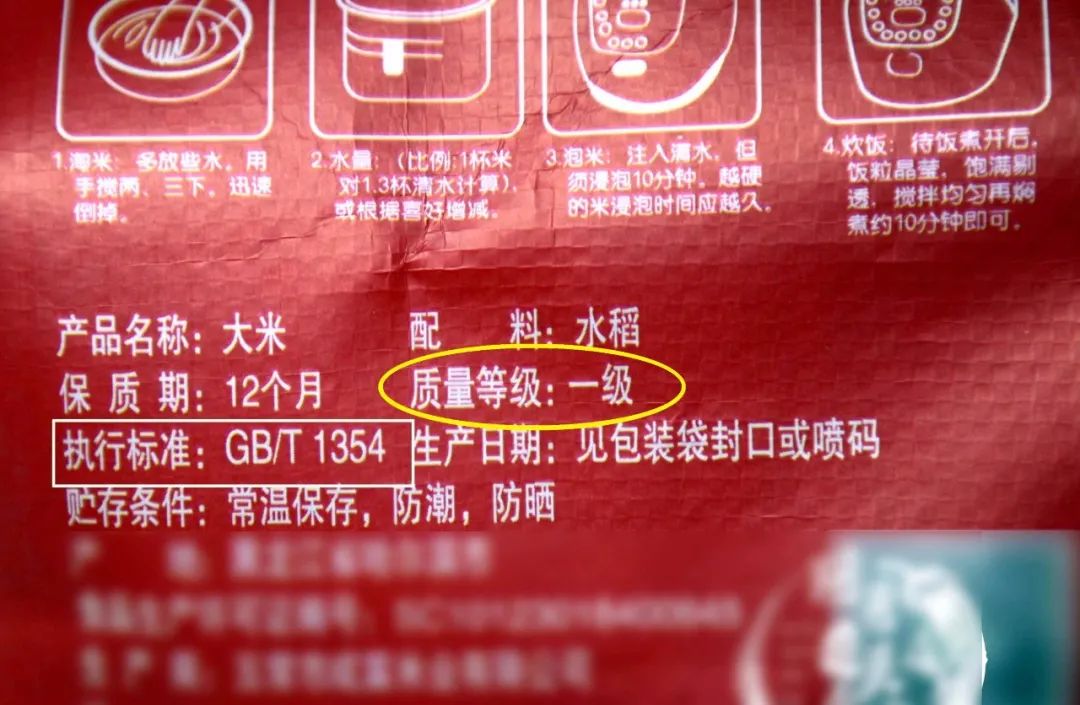 1.淘米：多放些水。用
手搅两、三下，迅速
倒掉。
2.水量：(比例:1杯米
对1.3杯清水计算)，
或根据喜好增减。
3.泡米：注入清水，但
须浸泡10分钟。越硬
的米浸泡时间应越久。
4.炊饭：待饭煮开后，
饭粒晶莹，饱满剔
透，搅拌均匀再焖
煮约10分钟即可。
产品名称：大米 配 料：水稻
保 质 期：12个月 质量等级：一级
执行标准：GB/T 1354 生产日期：见包装袋封口或喷码
贮存条件：常温保存，防潮，防晒